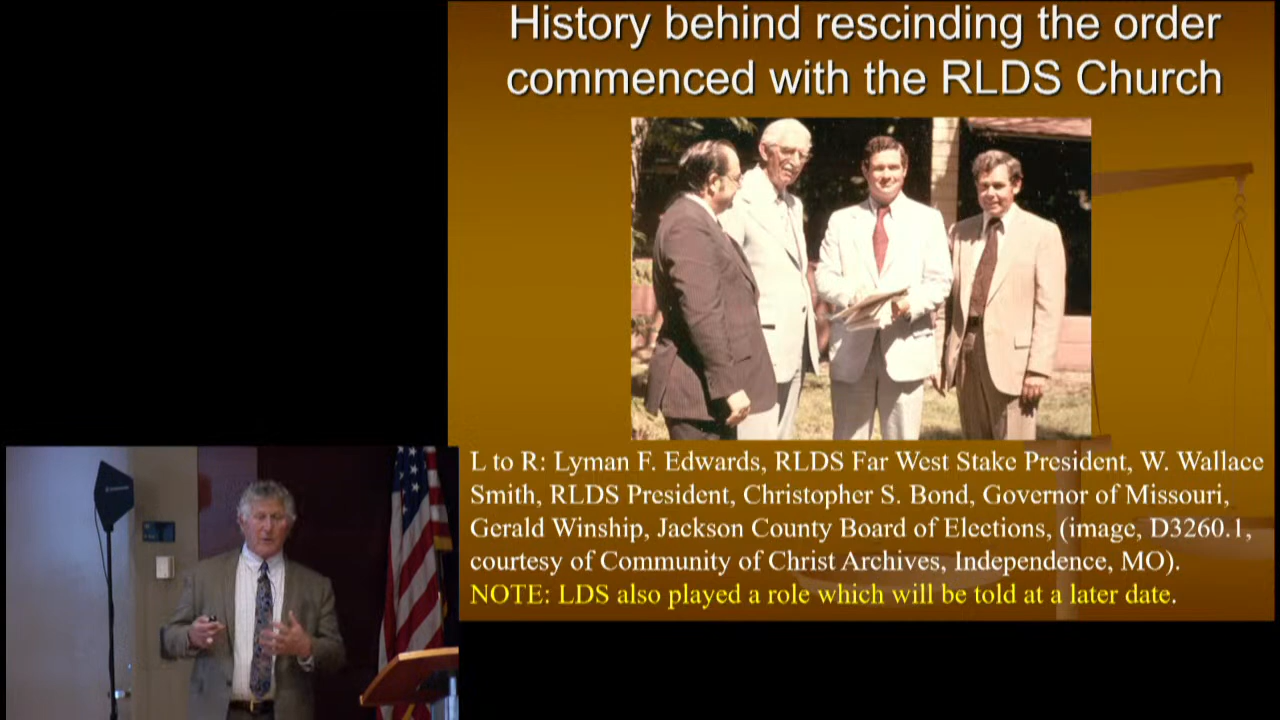 History behind rescinding the order
commenced with the RLDS Church
L to R: Lyman F. Edwards, RLDS Far West Stake President, W. Wallace
Smith, RLDS President, Christopher S. Bond, Governor of Missouri,
Gerald Winship, Jackson County Board of Elections, (image, D3260.1,
courtesy of Community of Christ Archives, Independence, MO).
NOTE: LDS also played a role which will be told at a later date.